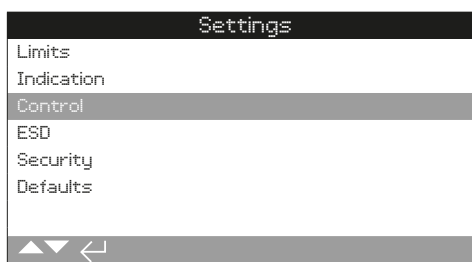 Settings
Limits
Indication
Control
ESD
Security
Defaults